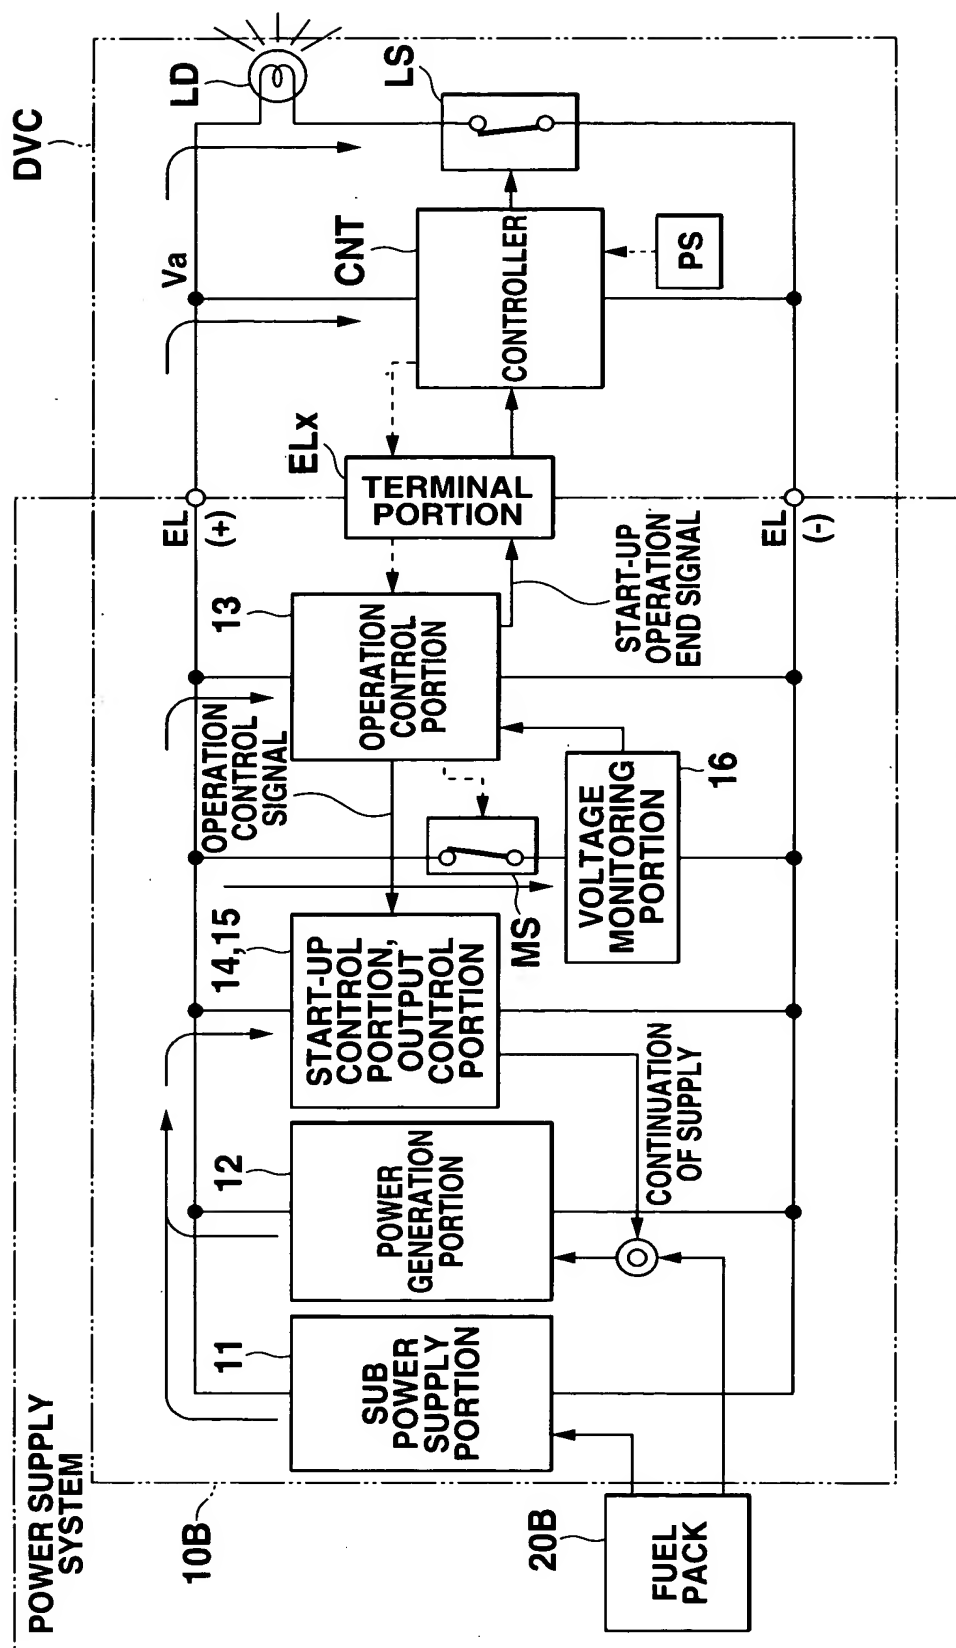 POWER SUPPLY
SYSTEM
DVC
10B
20B
FUEL
PACK
11
SUB
POWER
SUPPLY
PORTION
12
POWER
GENERATION
PORTION
CONTINUATION
OF SUPPLY
14,15
START-UP
CONTROL
PORTION,
OUTPUT
CONTROL
PORTION
OPERATION
CONTROL
SIGNAL
MS
VOLTAGE
MONITORING
PORTION
16
13
OPERATION
CONTROL
PORTION
START-UP
OPERATION
END SIGNAL
EL
(+)
EL
(-)
ELx
TERMINAL
PORTION
Va
CNT
CONTROLLER
PS
LD
LS